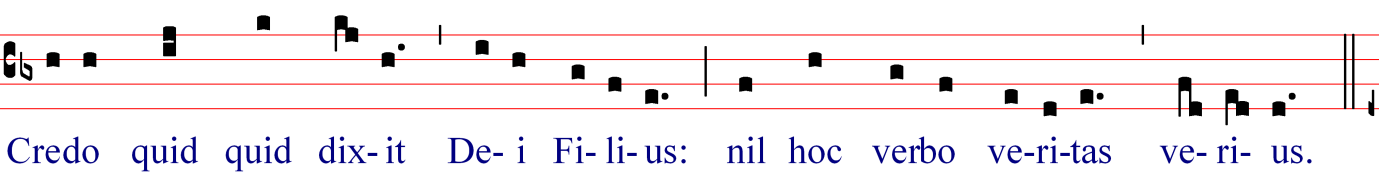 Credo quid quid dix- it De- i Fi- li- us: nil hoc verbo ve-ri-tas ve- ri- us.